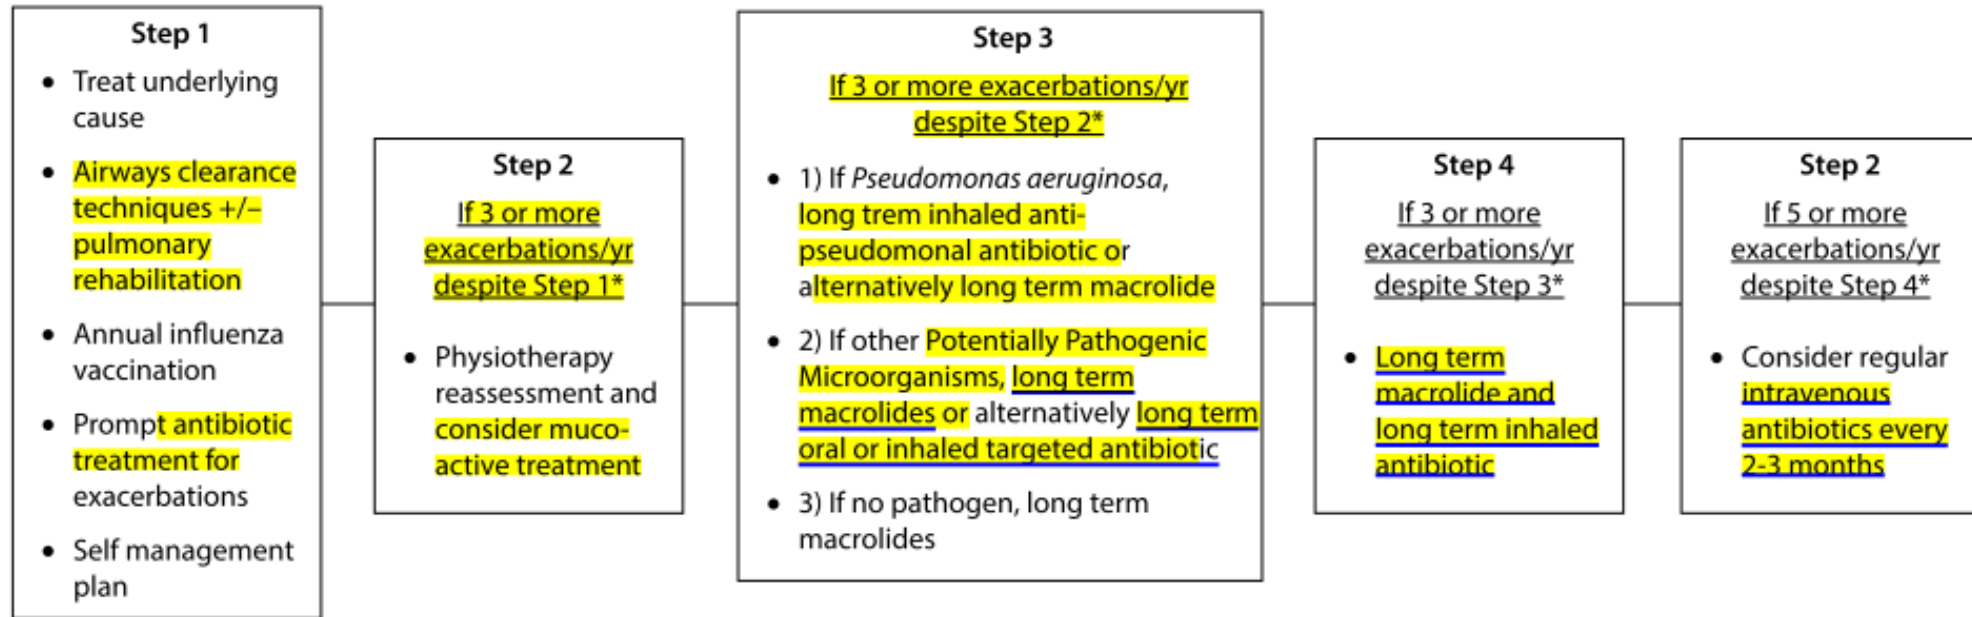 Step 1
• Treat underlying
cause
• Airways clearance
techniques +/–
pulmonary
rehabilitation
• Annual influenza
vaccination
• Prompt antibiotic
treatment for
exacerbations
• Self management
plan
Step 2
If 3 or more
exacerbations/yr
despite Step 1*
• Physiotherapy
reassessment and
consider muco-
active treatment
Step 3
If 3 or more exacerbations/yr
despite Step 2*
• 1) If Pseudomonas aeruginosa,
long trem inhaled anti-
pseudomonal antibiotic or
alternatively long term macrolide
• 2) If other Potentially Pathogenic
Microorganisms, long term
macrolides or alternatively long term
oral or inhaled targeted antibiotic
• 3) If no pathogen, long term
macrolides
Step 4
If 3 or more
exacerbations/yr
despite Step 3*
• Long term
macrolide and
long term inhaled
antibiotic
Step 2
If 5 or more
exacerbations/yr
despite Step 4*
• Consider regular
intravenous
antibiotics every
2-3 months